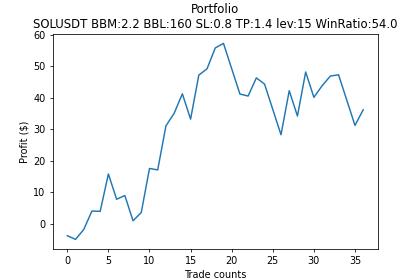 Portfolio
SOLUSDT BBM:2.2 BBL:160 SL:0.8 TP:1.4 lev:15 WinRatio:54.0
60
50
40
30
20
10
0
Profit ($)
0 5 10 15 20 25 30 35
Trade counts